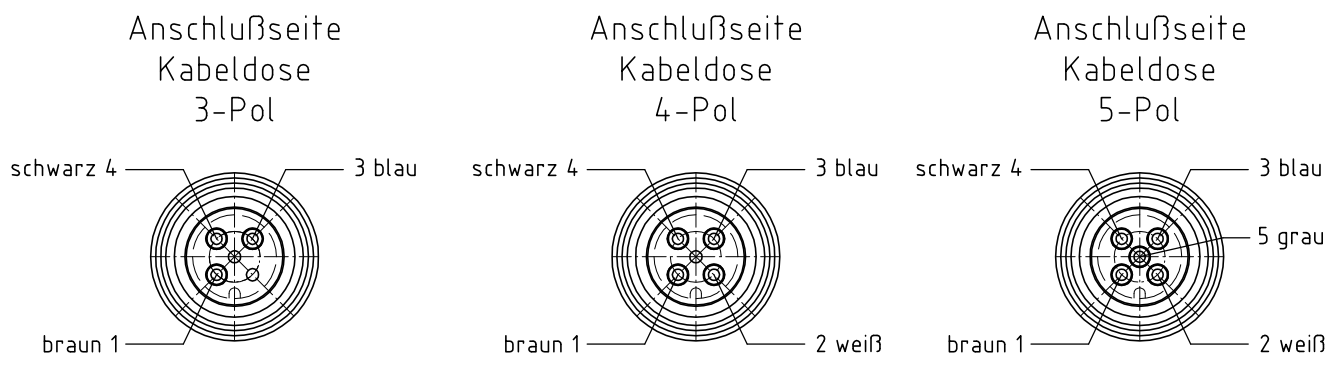 Anschlußseite
Kabeldose
3-Pol
schwarz 4
3 blau
braun 1
Anschlußseite
Kabeldose
4-Pol
schwarz 4
3 blau
braun 1
2 weiß
Anschlußseite
Kabeldose
5-Pol
schwarz 4
3 blau
5 grau
braun 1
2 weiß